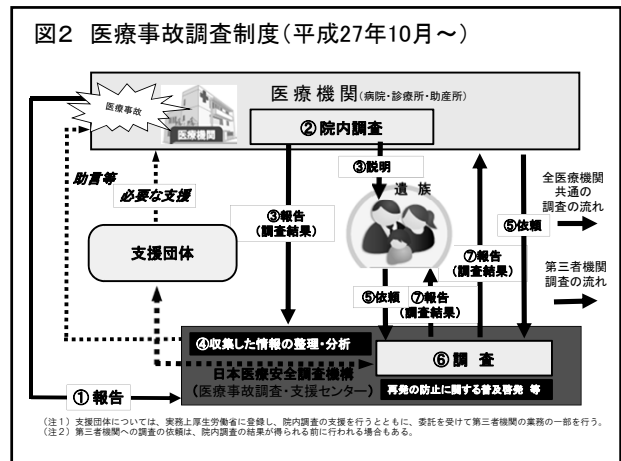 図2 医療事故調査制度(平成27年10月～)
医療機関(病院・診療所・助産所)
医療事故
医療機関
②院内調査
③説明
助言等
必要な支援
遺族
全医療機関
共通の
調査の流れ
③報告
(調査結果)
⑤依頼
支援団体
⑦報告
(調査結果)
第三者機関
調査の流れ
⑤依頼
⑦報告
(調査結果)
④収集した情報の整理・分析
⑥調査
日本医療安全調査機構
(医療事故調査・支援センター)
再発の防止に関する普及啓発 等
①報告
(注1) 支援団体については、実務上厚生労働省に登録し、院内調査の支援を行うとともに、委託を受けて第三者機関の業務の一部を行う。
(注2) 第三者機関への調査の依頼は、院内調査の結果が得られる前に行われる場合もある。